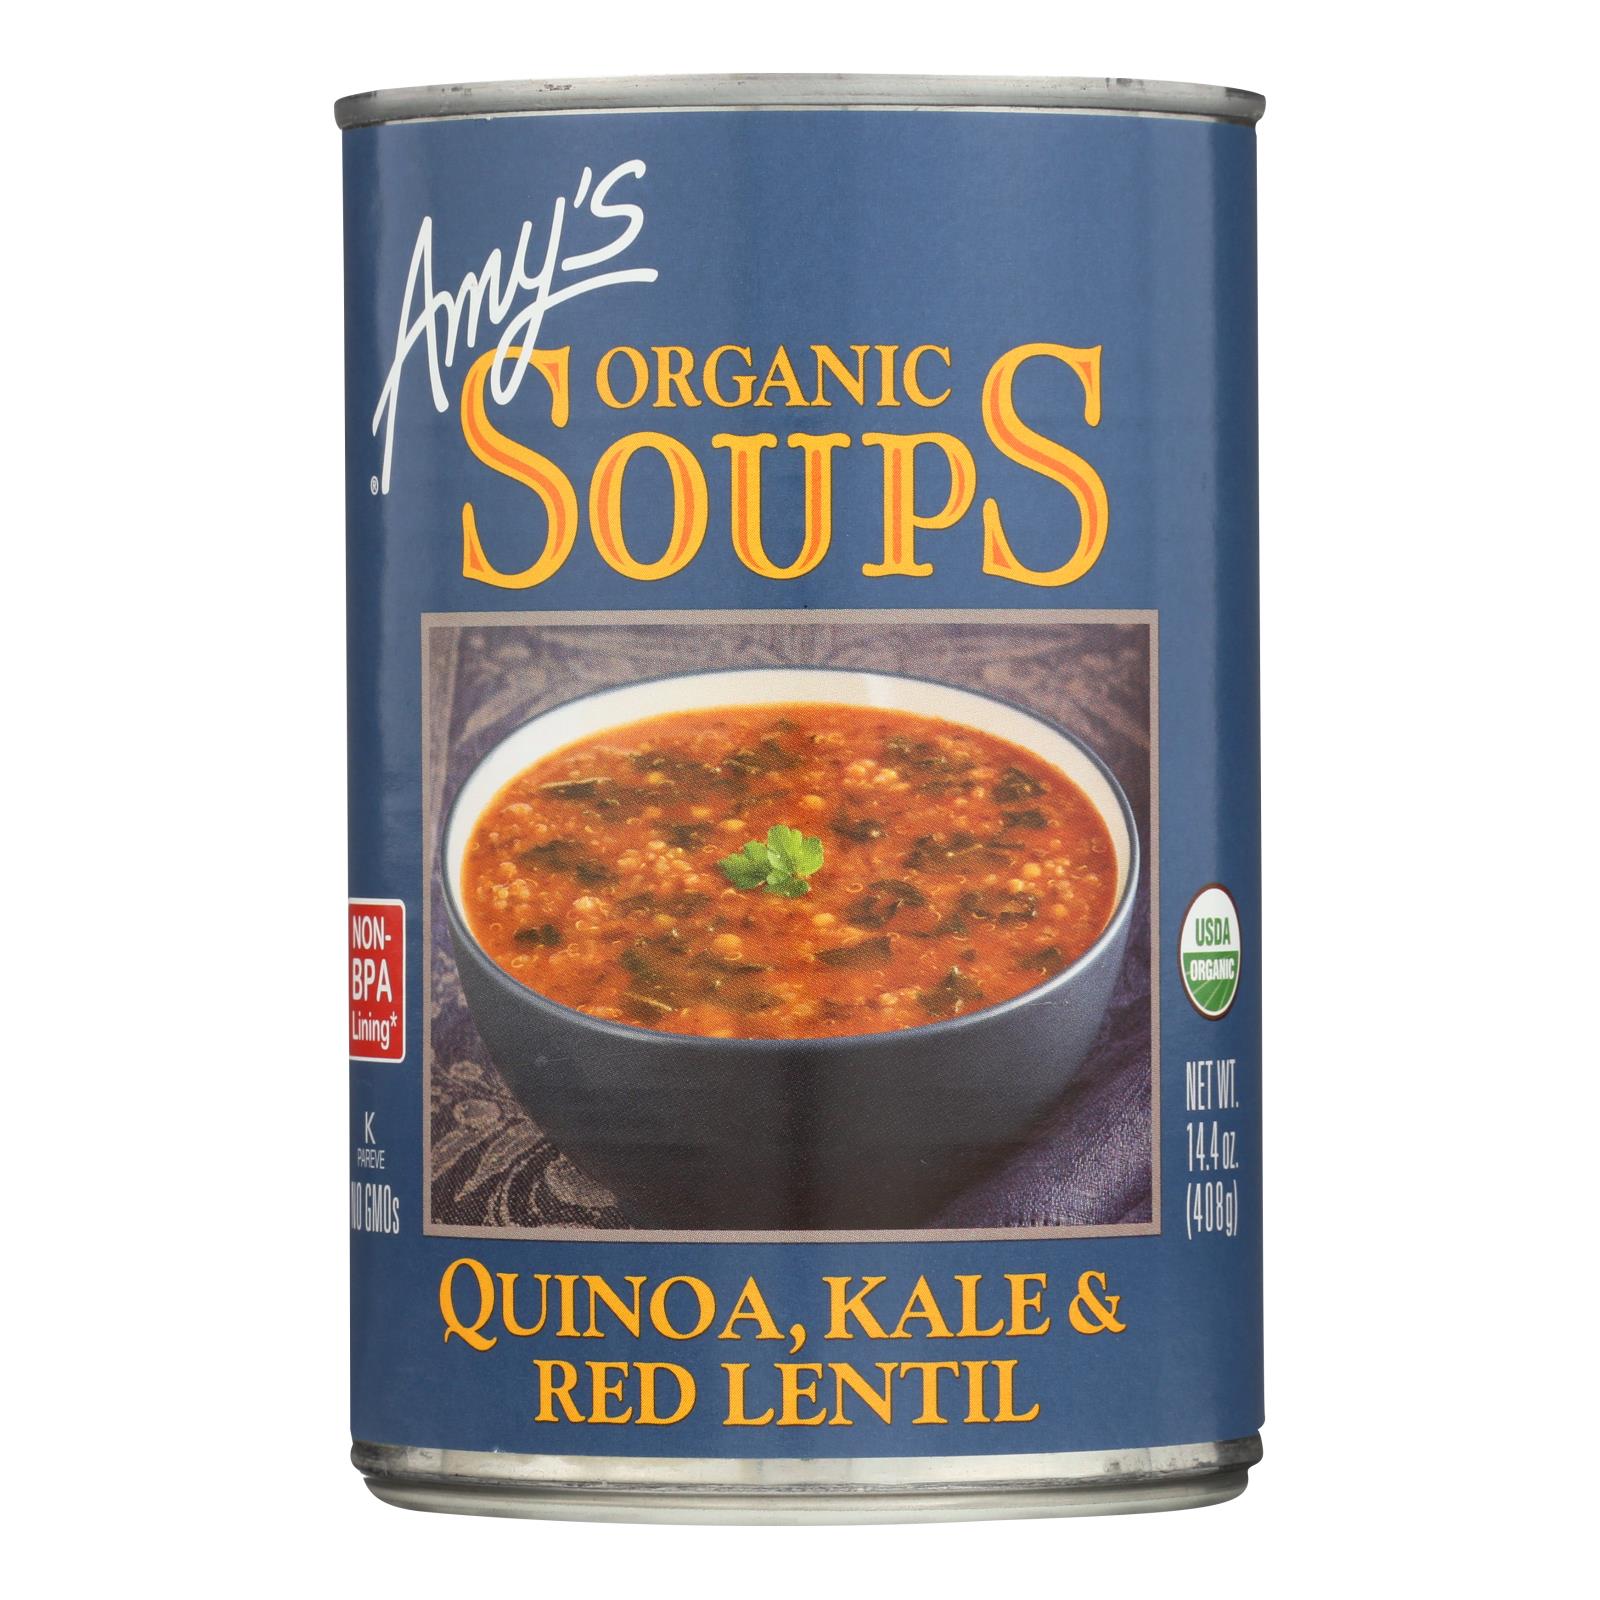 Amy's
®
ORGANIC
SOUPS
NON-
BPA
Lining*
K
PAREVE
NO GMOs
USDA
ORGANIC
NET WT.
14.4 oz.
(408g)
QUINOA, KALE &
RED LENTIL